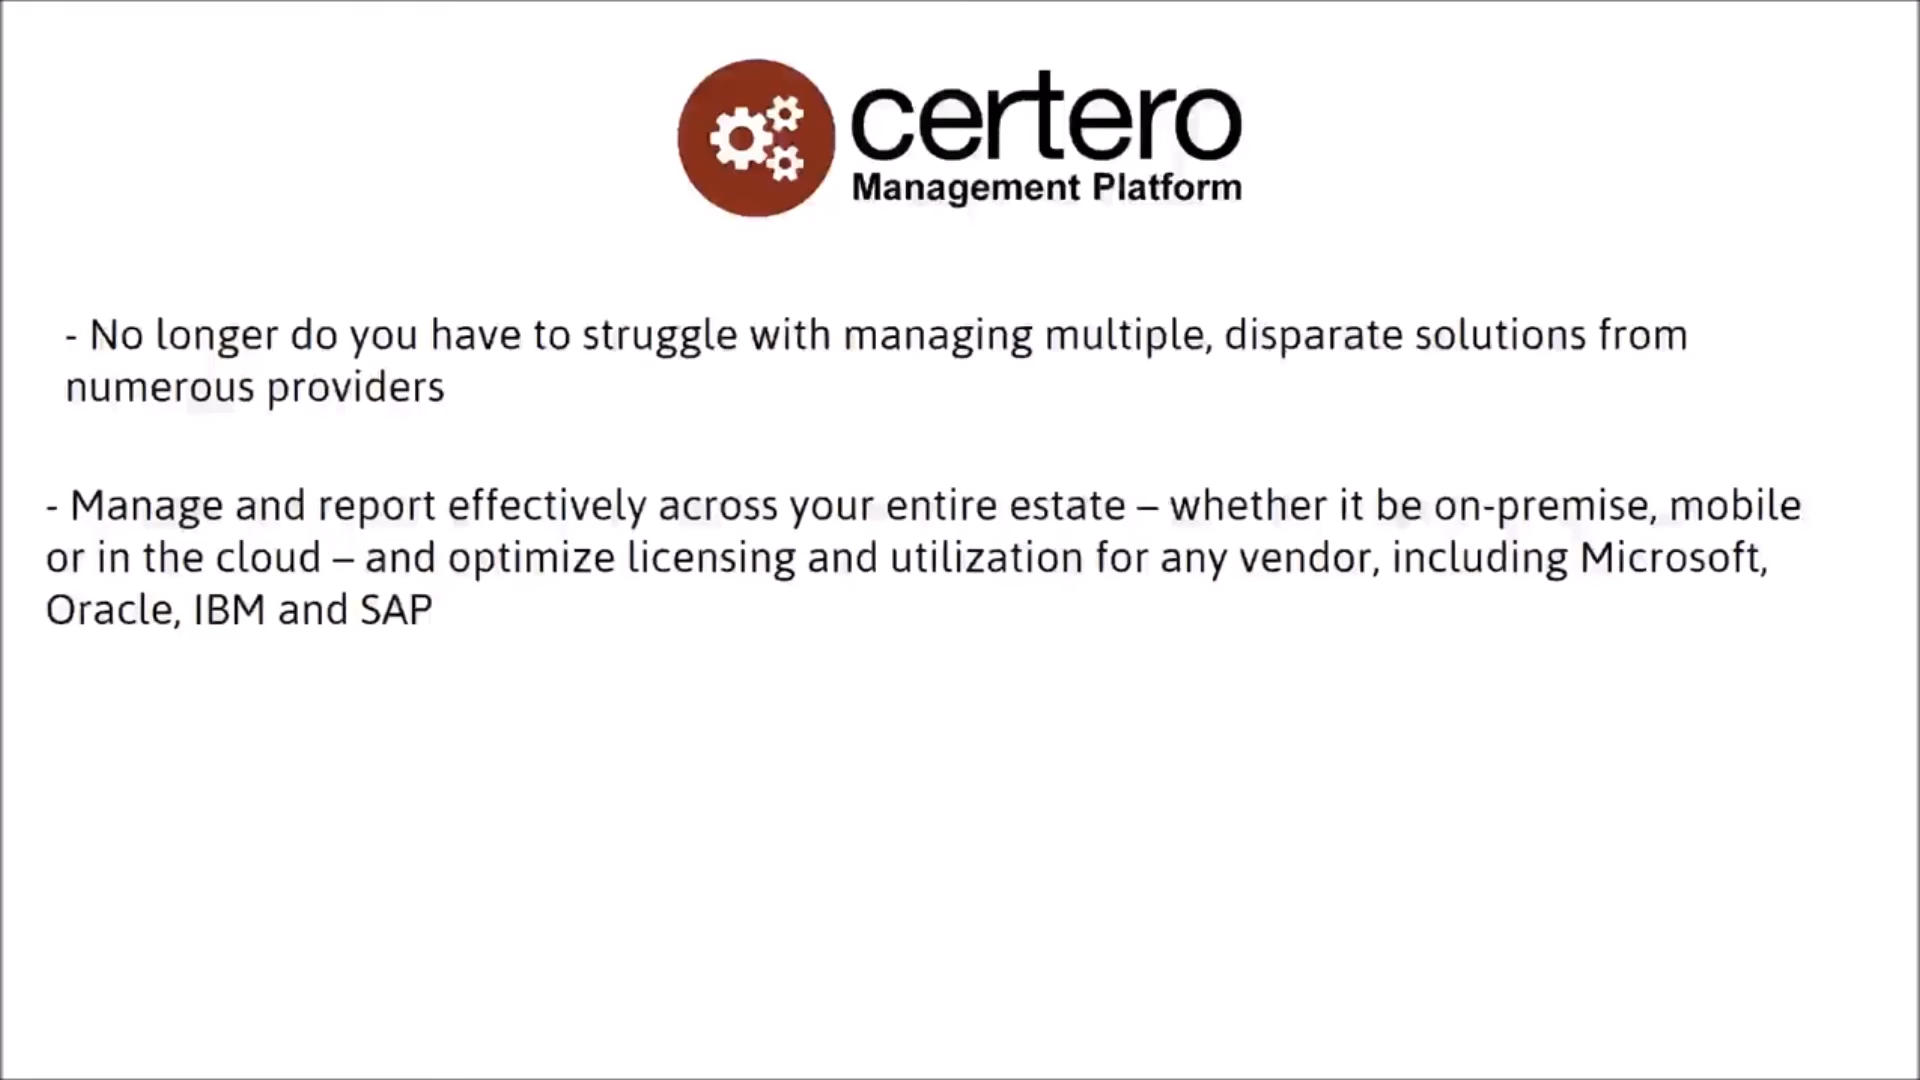 certero
Management Platform
- No longer do you have to struggle with managing multiple, disparate solutions from
numerous providers
- Manage and report effectively across your entire estate – whether it be on-premise, mobile
or in the cloud – and optimize licensing and utilization for any vendor, including Microsoft,
Oracle, IBM and SAP